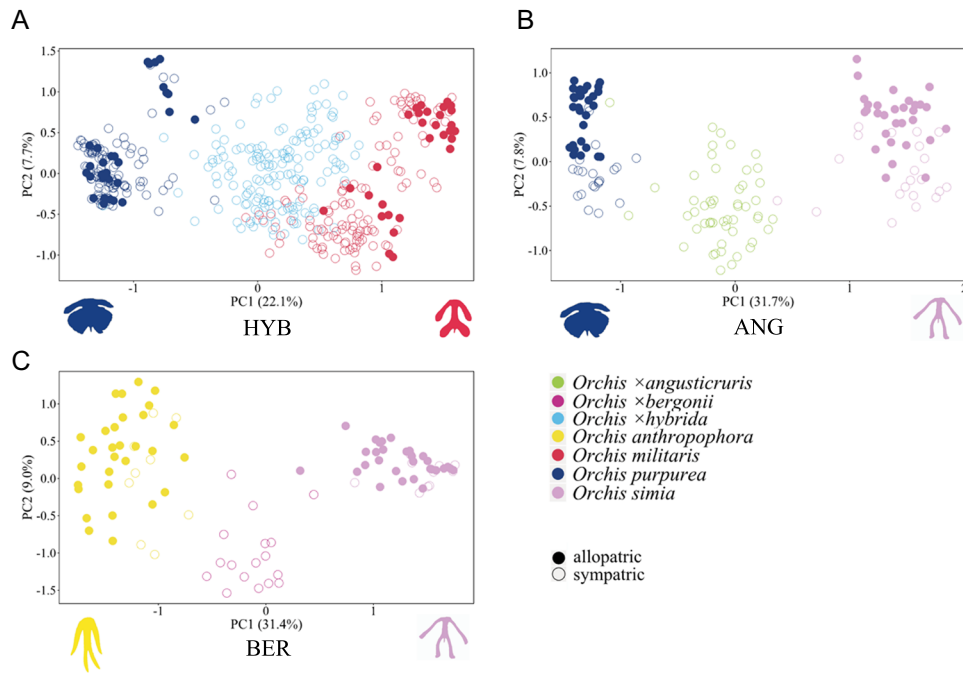 A
1.5
1.0
0.5
0.0
-0.5
-1.0
PC2 (7.7%)
-1
0
1
PC1 (22.1%)
HYB
B
1.0
0.5
0.0
-0.5
-1.0
PC2 (7.8%)
-1
0
1
2
PC1 (31.7%)
ANG
C
1.0
0.5
0.0
-0.5
-1.0
-1.5
PC2 (9.0%)
-1
0
1
PC1 (31.4%)
BER
Orchis ×angusticruris
Orchis ×bergonii
Orchis ×hybrida
Orchis anthropophora
Orchis militaris
Orchis purpurea
Orchis simia
allopatric
sympatric